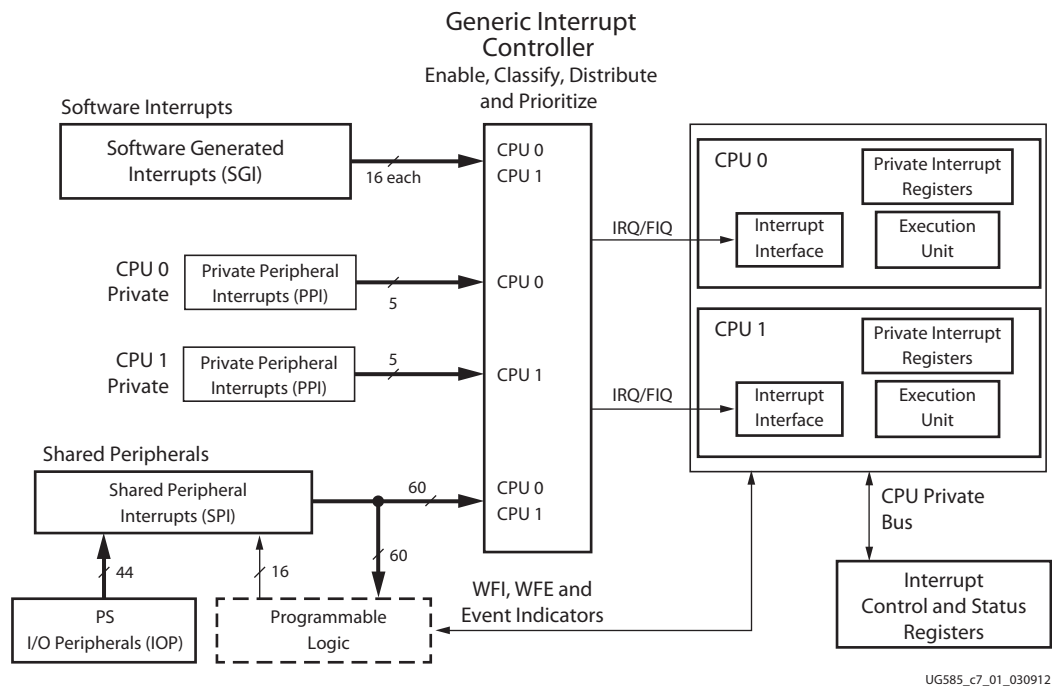 Generic Interrupt
Controller
Enable, Classify, Distribute
and Prioritize
Software Interrupts
Software Generated
Interrupts (SGI)
16 each
CPU 0
CPU 1
CPU 0
Private
Private Peripheral
Interrupts (PPI)
5
CPU 0
CPU 1
Private
Private Peripheral
Interrupts (PPI)
5
CPU 1
Shared Peripherals
Shared Peripheral
Interrupts (SPI)
60
CPU 0
CPU 1
44
16
60
PS
I/O Peripherals (IOP)
Programmable
Logic
IRQ/FIQ
CPU 0
Private Interrupt
Registers
Interrupt
Interface
Execution
Unit
IRQ/FIQ
CPU 1
Private Interrupt
Registers
Interrupt
Interface
Execution
Unit
WFI, WFE and
Event Indicators
CPU Private
Bus
Interrupt
Control and Status
Registers
UG585_c7_01_030912